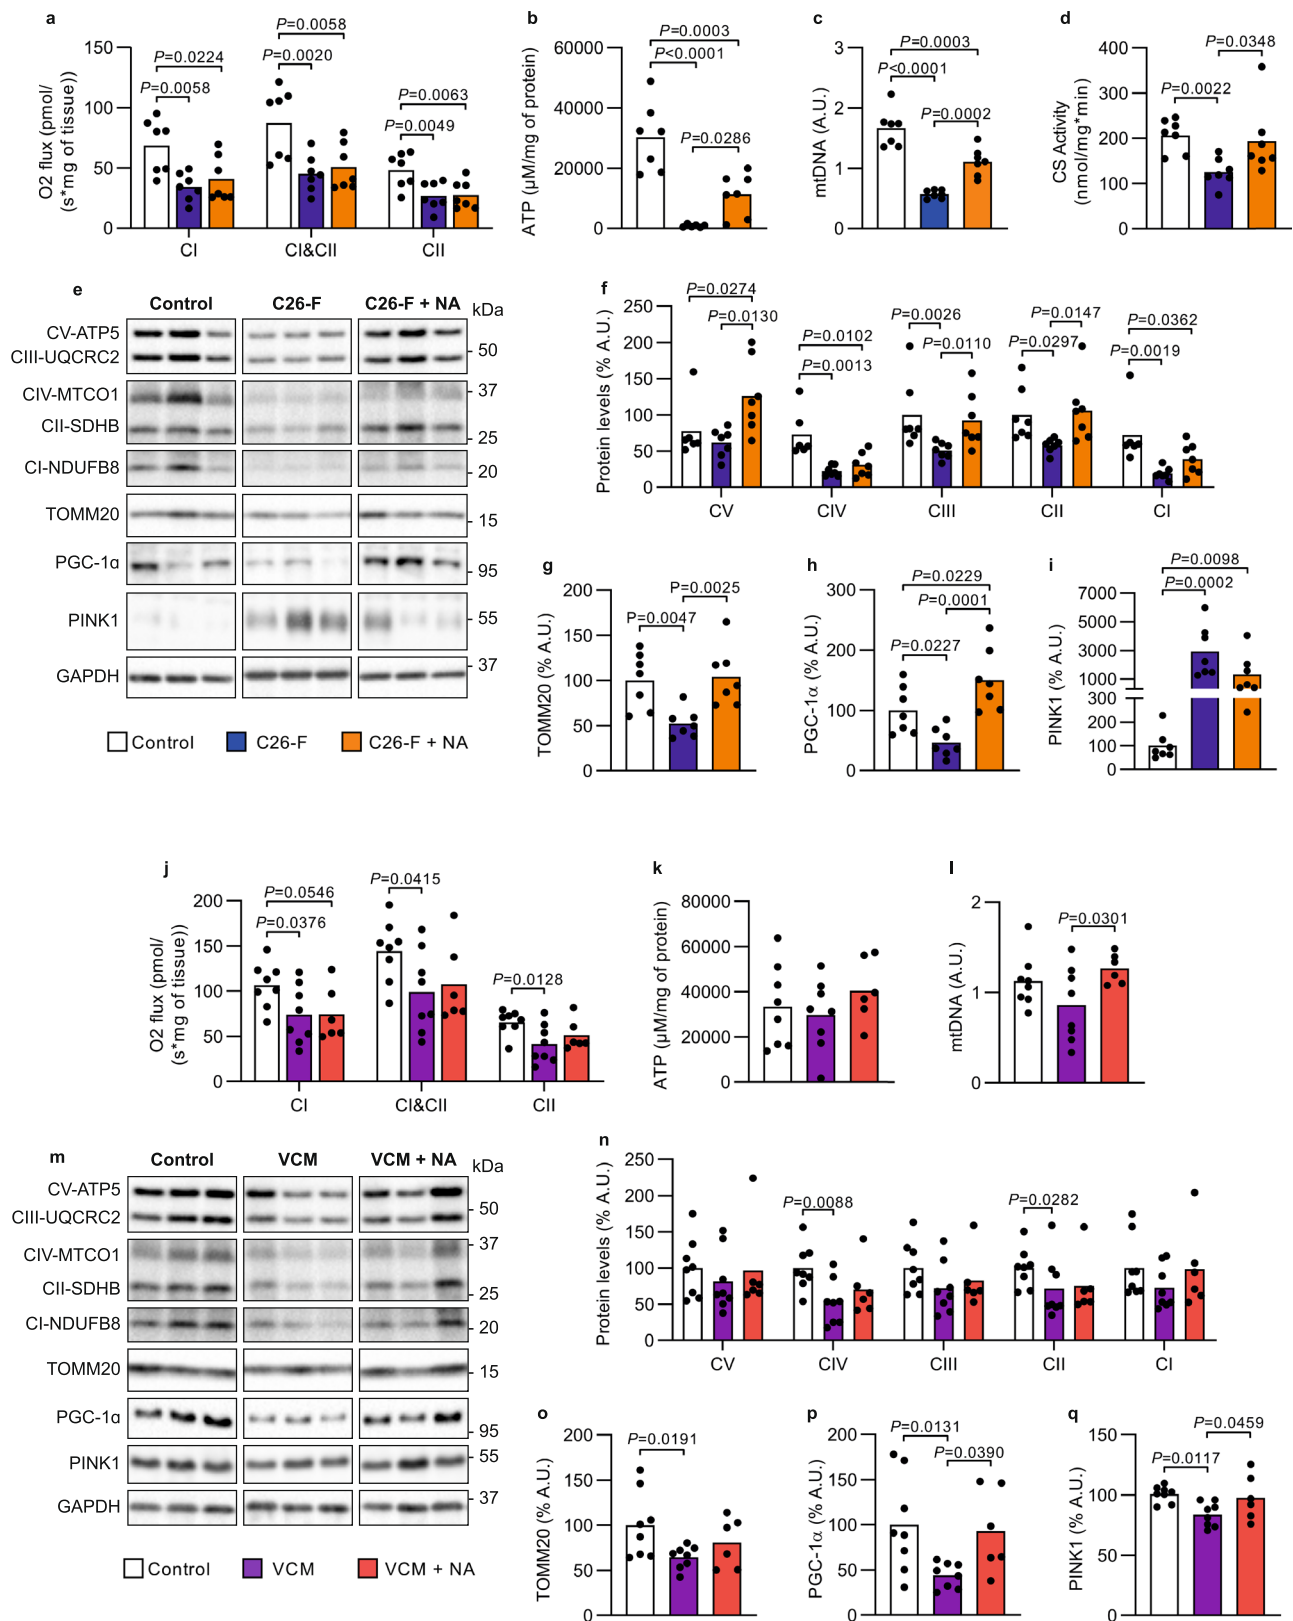 a
O2 flux (pmol/
(s*mg of tissue))
150
100
50
0
P=0.0224
P=0.0058
P=0.0058
P=0.0020
P=0.0063
P=0.0049
CI
CI&CII
CII
b
ATP (µM/mg of protein)
60000
40000
20000
0
P=0.0003
P<0.0001
P=0.0286
c
mtDNA (A.U.)
3
2
1
0
P=0.0003
P<0.0001
P=0.0002
d
CS Activity
(nmol/mg*min)
400
300
200
100
0
P=0.0348
P=0.0022
e
Control
C26-F
C26-F + NA
kDa
CV-ATP5
CIII-UQCRC2
CIV-MTCO1
CII-SDHB
CI-NDUFB8
TOMM20
PGC-1α
PINK1
GAPDH
50
37
25
20
15
95
55
37
Control
C26-F
C26-F + NA
f
Protein levels (% A.U.)
250
200
150
100
50
0
P=0.0274
P=0.0130
P=0.0102
P=0.0013
P=0.0026
P=0.0110
P=0.0147
P=0.0297
P=0.0362
P=0.0019
CV
CIV
CIII
CII
CI
g
TOMM20 (% A.U.)
200
150
100
50
0
P=0.0025
P=0.0047
h
PGC-1α (% A.U.)
300
200
100
0
P=0.0229
P=0.0001
P=0.0227
i
PINK1 (% A.U.)
7000
5000
3000
1000
300
200
100
0
P=0.0098
P=0.0002
j
O2 flux (pmol/
(s*mg of tissue))
200
150
100
50
0
P=0.0546
P=0.0376
P=0.0415
P=0.0128
CI
CI&CII
CII
k
ATP (µM/mg of protein)
80000
60000
40000
20000
0
l
mtDNA (A.U.)
2
1
0
P=0.0301
m
Control
VCM
VCM + NA
kDa
CV-ATP5
CIII-UQCRC2
CIV-MTCO1
CII-SDHB
CI-NDUFB8
TOMM20
PGC-1α
PINK1
GAPDH
50
37
25
20
15
95
55
37
Control
VCM
VCM + NA
n
Protein levels (% A.U.)
250
200
150
100
50
0
P=0.0088
P=0.0282
CV
CIV
CIII
CII
CI
o
TOMM20 (% A.U.)
200
150
100
50
0
P=0.0191
p
PGC-1α (% A.U.)
200
150
100
50
0
P=0.0131
P=0.0390
q
PINK1 (% A.U.)
150
100
50
0
P=0.0459
P=0.0117